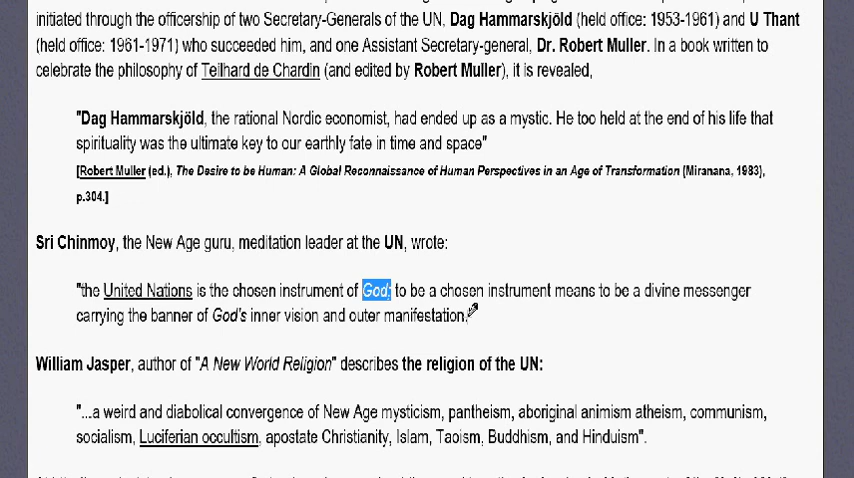 initiated through the officership of two Secretary-Generals of the UN, Dag Hammarskjöld (held office: 1953-1961) and U Thant
(held office: 1961-1971) who succeeded him, and one Assistant Secretary-general, Dr. Robert Muller. In a book written to
celebrate the philosophy of Teilhard de Chardin (and edited by Robert Muller), it is revealed,
"Dag Hammarskjöld, the rational Nordic economist, had ended up as a mystic. He too held at the end of his life that
spirituality was the ultimate key to our earthly fate in time and space"
[Robert Muller (ed.), The Desire to be Human: A Global Reconnaissance of Human Perspectives in an Age of Transformation (Miranana, 1983),
p.304.]
Sri Chinmoy, the New Age guru, meditation leader at the UN, wrote:
"the United Nations is the chosen instrument of God; to be a chosen instrument means to be a divine messenger
carrying the banner of God's inner vision and outer manifestation.
William Jasper, author of "A New World Religion" describes the religion of the UN:
"...a weird and diabolical convergence of New Age mysticism, pantheism, aboriginal animism atheism, communism,
socialism, Luciferian occultism, apostate Christianity, Islam, Taoism, Buddhism, and Hinduism".